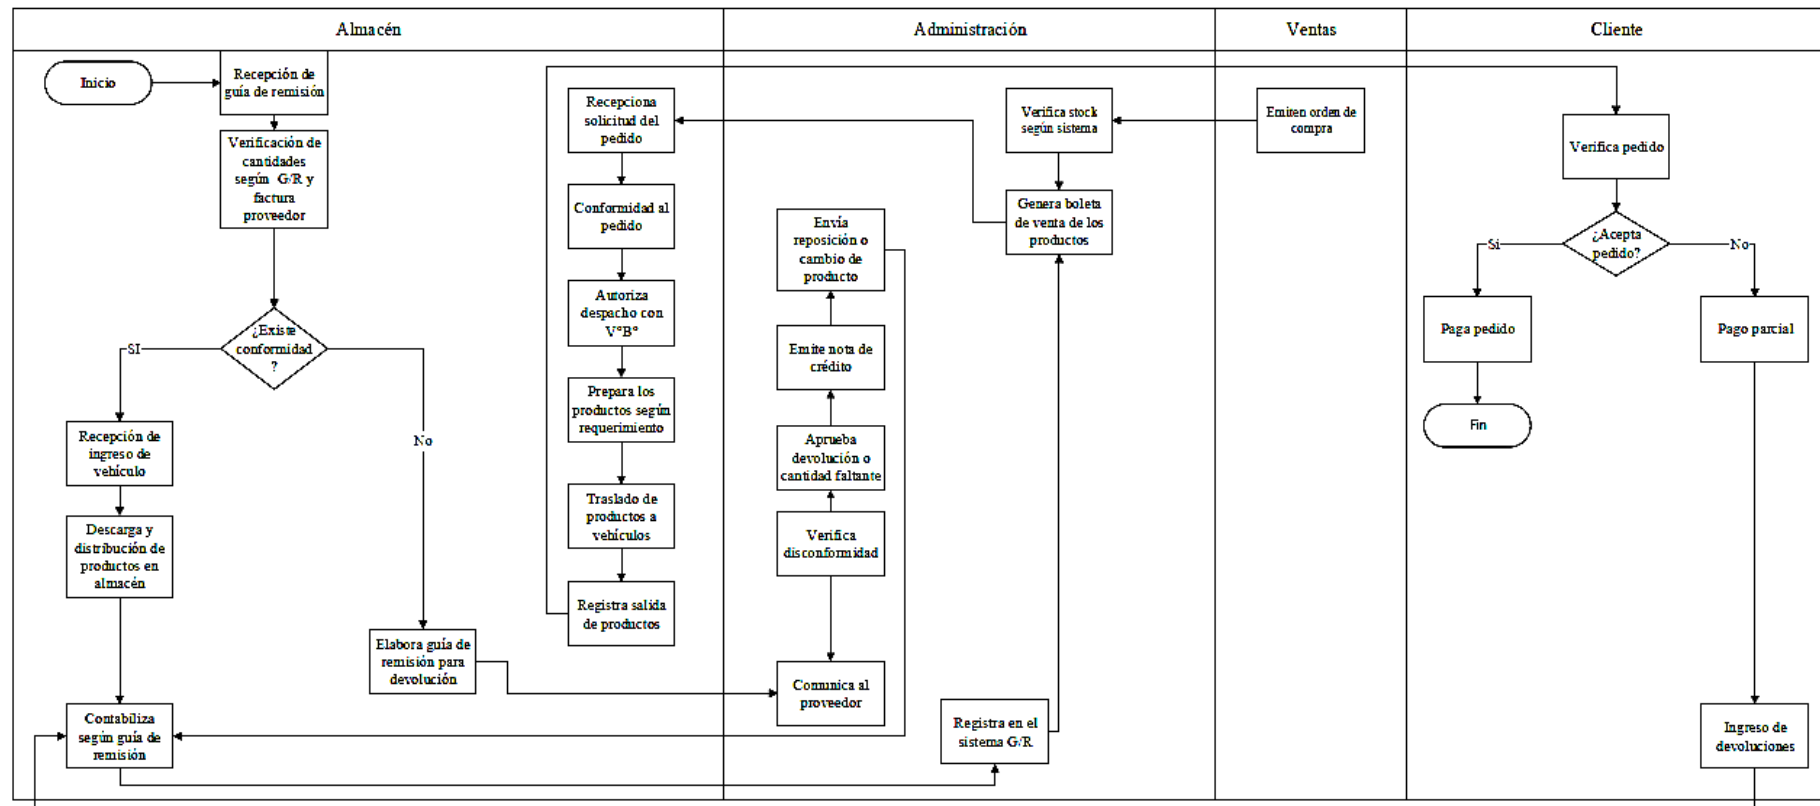 Almacén
Administración
Ventas
Cliente
Inicio
Recepción de
guía de remisión
Verificación de
cantidades
según G/R y
factura
proveedor
¿Existe
conformidad
?
SI
No
Recepción de
ingreso de
vehículo
Descarga y
distribución de
productos en
almacén
Contabiliza
según guía de
remisión
Elabora guía de
remisión para
devolución
Recepciona
solicitud del
pedido
Conformidad al
pedido
Autoriza
despacho con
V°B°
Prepara los
productos según
requerimiento
Traslado de
productos a
vehículos
Registra salida
de productos
Envía
reposición o
cambio de
producto
Emite nota de
crédito
Aprueba
devolución o
cantidad faltante
Verifica
disconformidad
Comunica al
proveedor
Verifica stock
según sistema
Genera boleta
de venta de los
productos
Registra en el
sistema G/R
Emiten orden de
compra
Verifica pedido
¿Acepta
pedido?
Si
No
Paga pedido
Fin
Pago parcial
Ingreso de
devoluciones